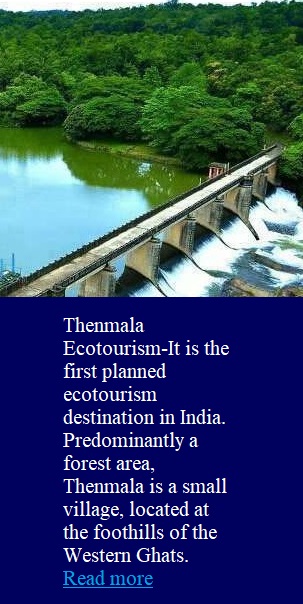 Thenmala
Ecotourism-It is the
first planned
ecotourism
destination in India.
Predominantly a
forest area,
Thenmala is a small
village, located at
the foothills of the
Western Ghats.
Read more